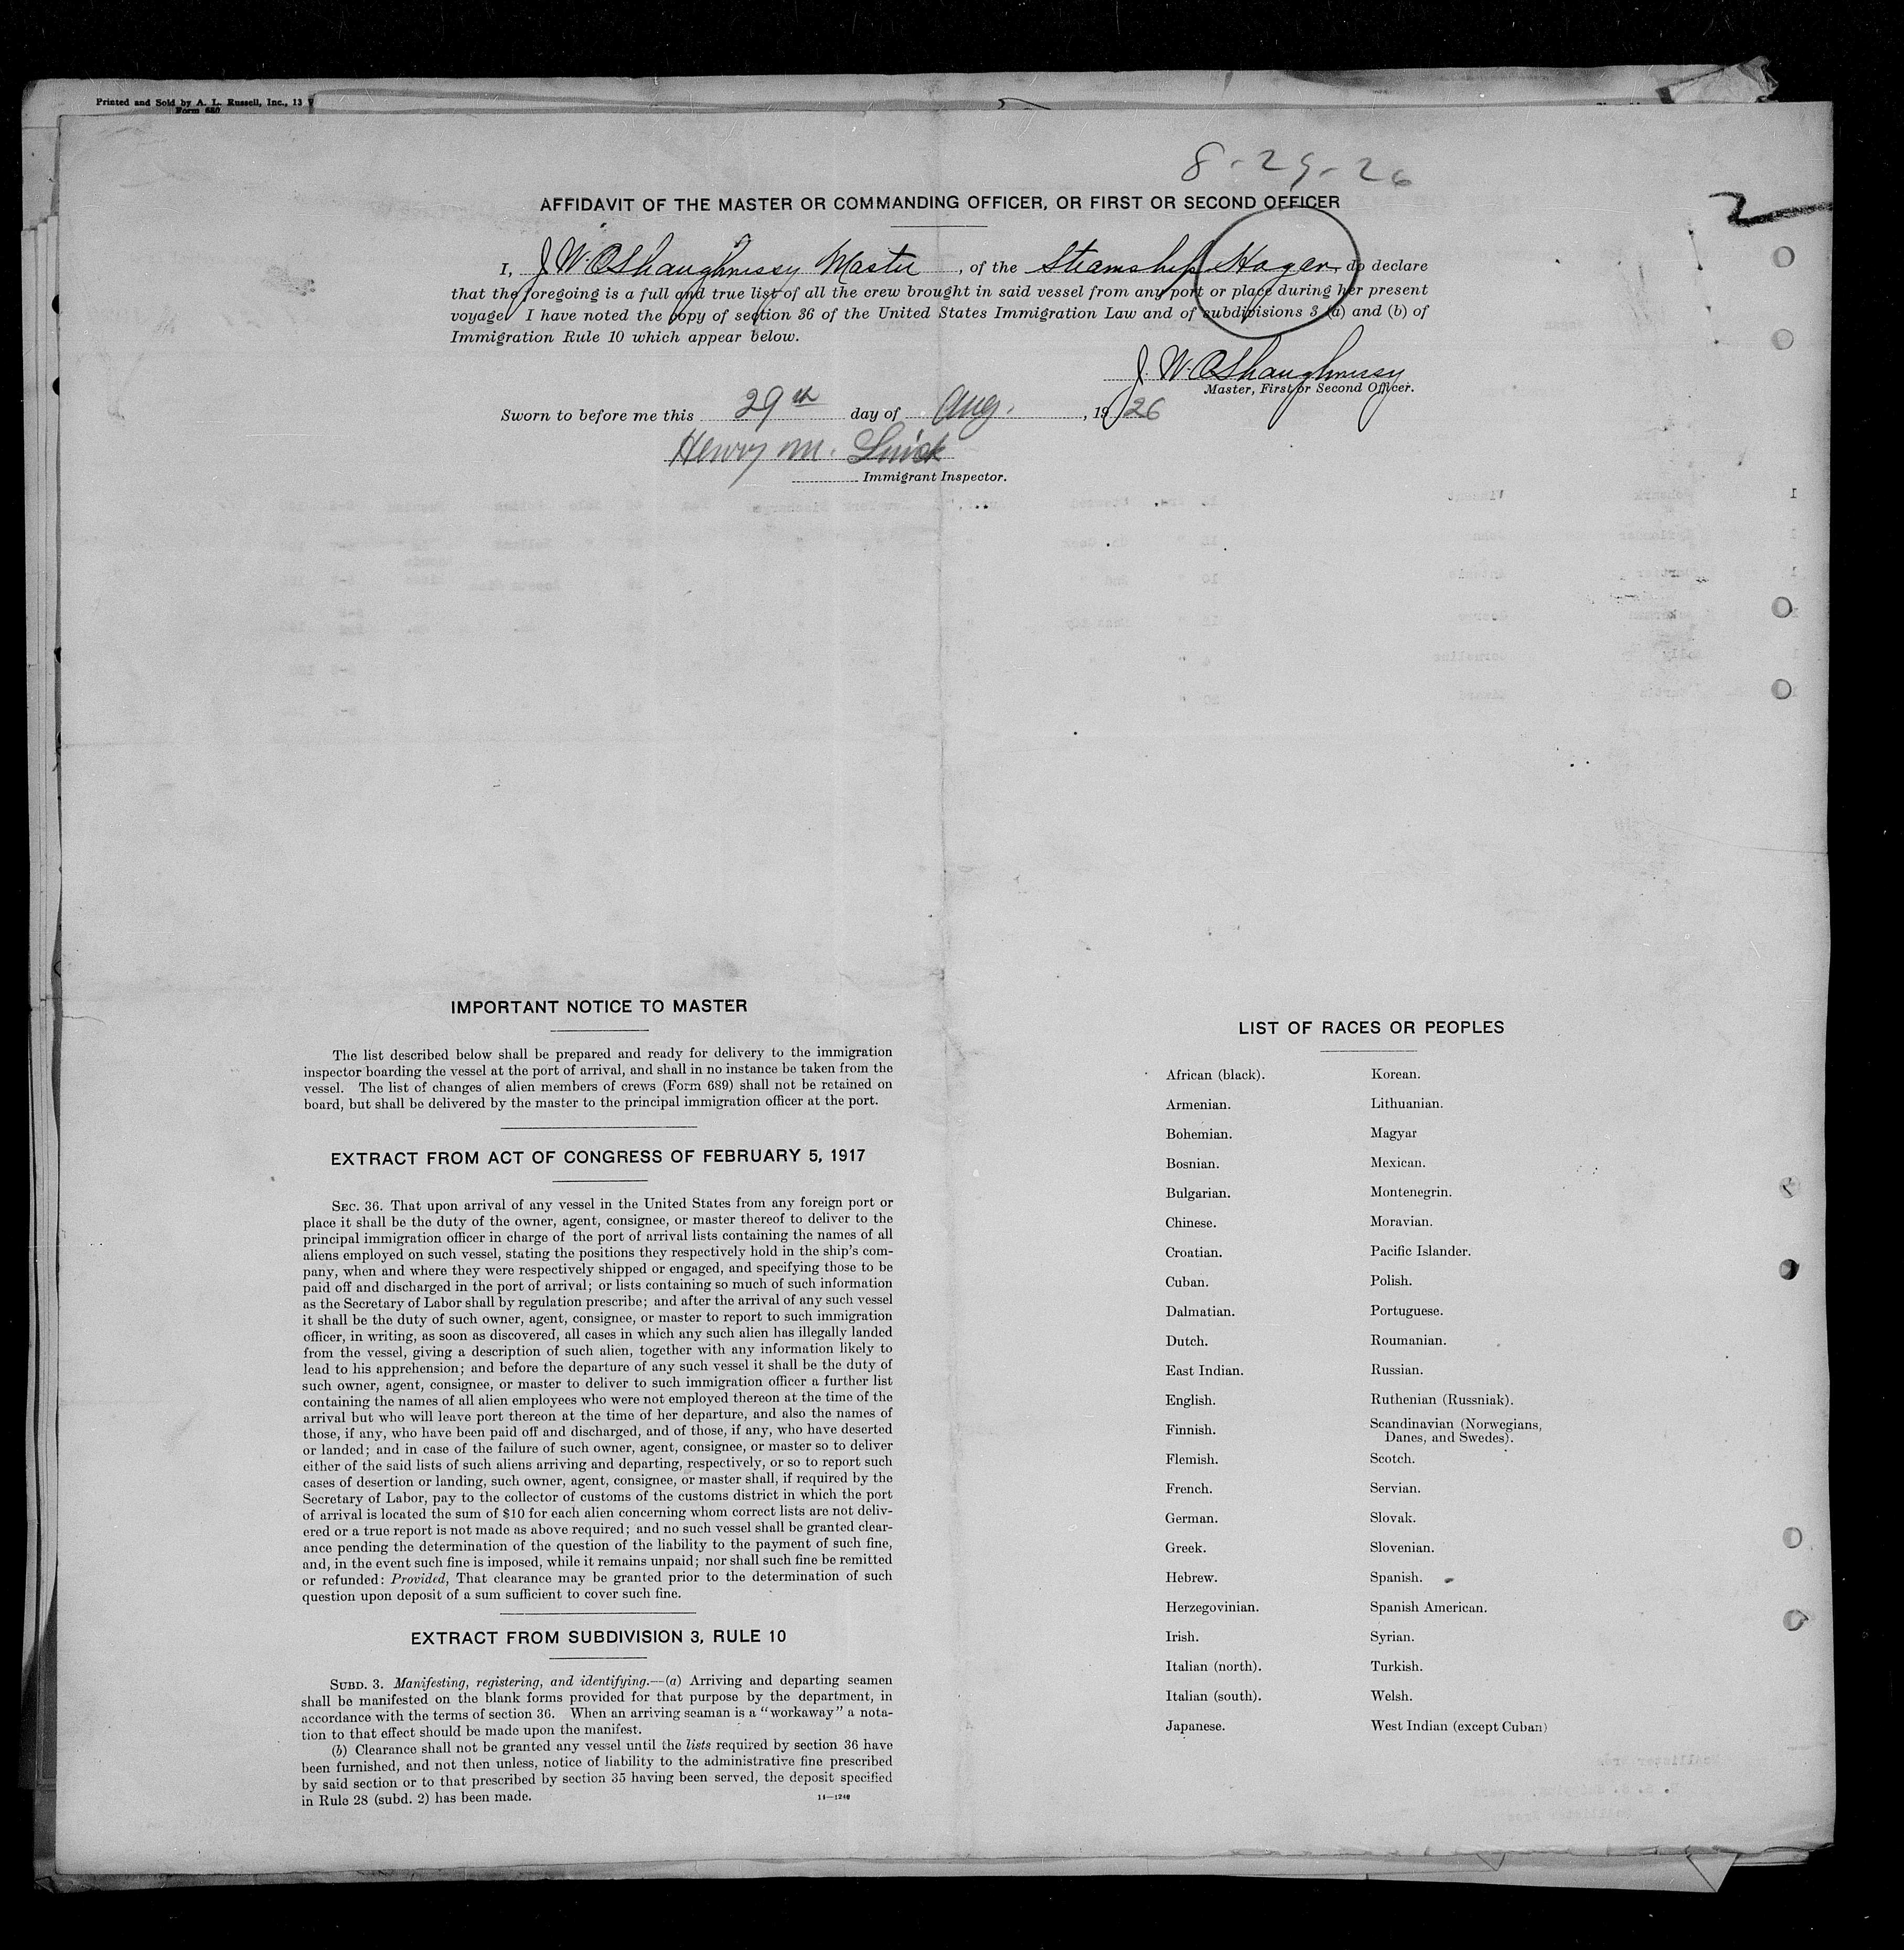 Printed and Sold by A. L. Russell, Inc., 13
Form 680
8-29-26
2
AFFIDAVIT OF THE MASTER OR COMMANDING OFFICER, OR FIRST OR SECOND OFFICER
I, J. W. O'Shaughnessy Master, of the Steamship Hagan, do declare
that the foregoing is a full and true list of all the crew brought in said vessel from any port or place during her present
voyage. I have noted the copy of section 36 of the United States Immigration Law and of subdivisions 3 (a) and (b) of
Immigration Rule 10 which appear below.
J. W. O'Shaughnessy
Master, First or Second Officer.
Sworn to before me this 29th day of Aug., 1926
Henry M.
Immigrant Inspector.
IMPORTANT NOTICE TO MASTER
The list described below shall be prepared and ready for delivery to the immigration
inspector boarding the vessel at the port of arrival, and shall in no instance be taken from the
vessel. The list of changes of alien members of crews (Form 689) shall not be retained on
board, but shall be delivered by the master to the principal immigration officer at the port.
EXTRACT FROM ACT OF CONGRESS OF FEBRUARY 5, 1917
SEC. 36. That upon arrival of any vessel in the United States from any foreign port or
place it shall be the duty of the owner, agent, consignee, or master thereof to deliver to the
principal immigration officer in charge of the port of arrival lists containing the names of all
aliens employed on such vessel, stating the positions they respectively hold in the ship's com-
pany, when and where they were respectively shipped or engaged, and specifying those to be
paid off and discharged in the port of arrival; or lists containing so much of such information
as the Secretary of Labor shall by regulation prescribe; and after the arrival of any such vessel
it shall be the duty of such owner, agent, consignee, or master to report to such immigration
officer, in writing, as soon as discovered, all cases in which any such alien has illegally landed
from the vessel, giving a description of such alien, together with any information likely to
lead to his apprehension; and before the departure of any such vessel it shall be the duty of
such owner, agent, consignee, or master to deliver to such immigration officer a further list
containing the names of all alien employees who were not employed thereon at the time of the
arrival but who will leave port thereon at the time of her departure, and also the names of
those, if any, who have been paid off and discharged, and of those, if any, who have deserted
or landed; and in case of the failure of such owner, agent, consignee, or master so to deliver
either of the said lists of such aliens arriving and departing, respectively, or so to report such
cases of desertion or landing, such owner, agent, consignee, or master shall, if required by the
Secretary of Labor, pay to the collector of customs of the customs district in which the port
of arrival is located the sum of $10 for each alien concerning whom correct lists are not deliv-
ered or a true report is not made as above required; and no such vessel shall be granted clear-
ance pending the determination of the question of the liability to the payment of such fine,
and, in the event such fine is imposed, while it remains unpaid; nor shall such fine be remitted
or refunded: Provided, That clearance may be granted prior to the determination of such
question upon deposit of a sum sufficient to cover such fine.
EXTRACT FROM SUBDIVISION 3, RULE 10
SUBD. 3. Manifesting, registering, and identifying.—(a) Arriving and departing seamen
shall be manifested on the blank forms provided for that purpose by the department, in
accordance with the terms of section 36. When an arriving seaman is a "workaway" a nota-
tion to that effect should be made upon the manifest.
(b) Clearance shall not be granted any vessel until the lists required by section 36 have
been furnished, and not then unless, notice of liability to the administrative fine prescribed
by said section or to that prescribed by section 35 having been served, the deposit specified
in Rule 28 (subd. 2) has been made.
14—1240
LIST OF RACES OR PEOPLES
African (black).
Armenian.
Bohemian.
Bosnian.
Bulgarian.
Chinese.
Croatian.
Cuban.
Dalmatian.
Dutch.
East Indian.
English.
Finnish.
Flemish.
French.
German.
Greek.
Hebrew.
Herzegovinian.
Irish.
Italian (north).
Italian (south).
Japanese.
Korean.
Lithuanian.
Magyar
Mexican.
Montenegrin.
Moravian.
Pacific Islander.
Polish.
Portuguese.
Roumanian.
Russian.
Ruthenian (Russniak).
Scandinavian (Norwegians,
Danes, and Swedes).
Scotch.
Servian.
Slovak.
Slovenian.
Spanish.
Spanish American.
Syrian.
Turkish.
Welsh.
West Indian (except Cuban)